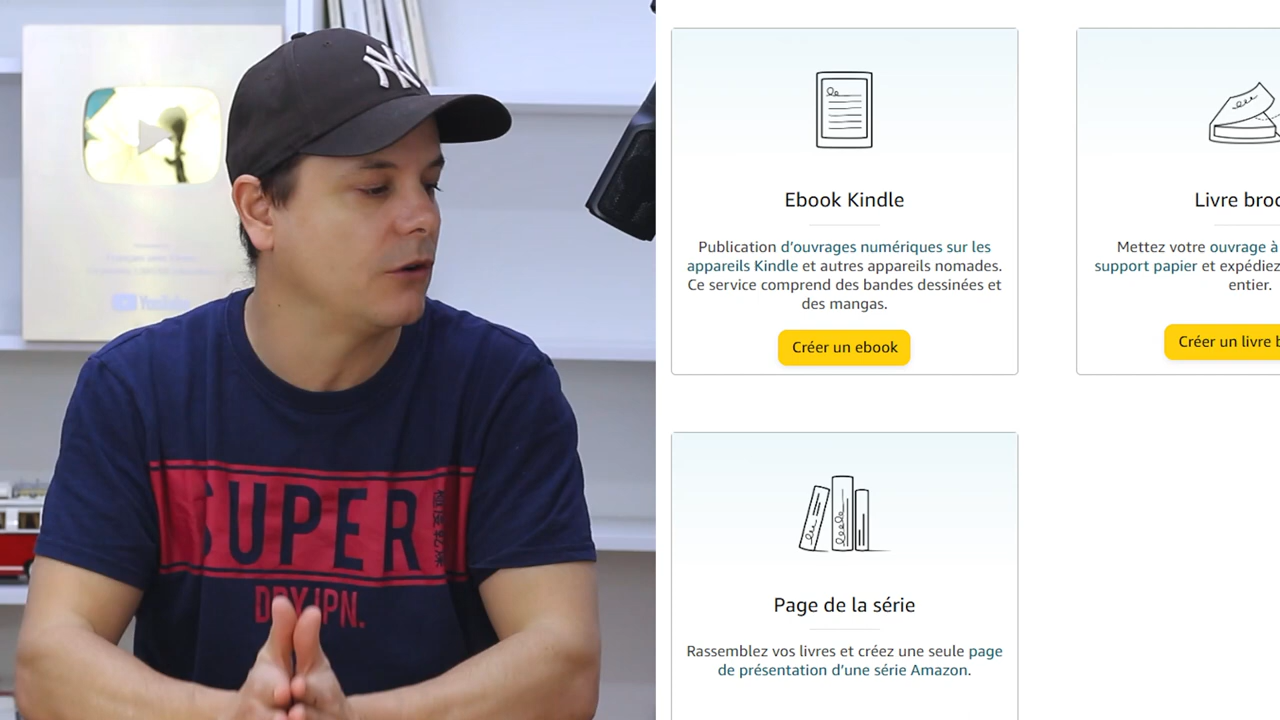 NY
YouTube
SUPER
DRY JPN.
Ebook Kindle
Publication d'ouvrages numériques sur les
appareils Kindle et autres appareils nomades.
Ce service comprend des bandes dessinées et
des mangas.
Créer un ebook
Livre
Mettez votre ouvrage à
support papier et expédiez
entier.
Créer un livre
Page de la série
Rassemblez vos livres et créez une seule page
de présentation d'une série Amazon.